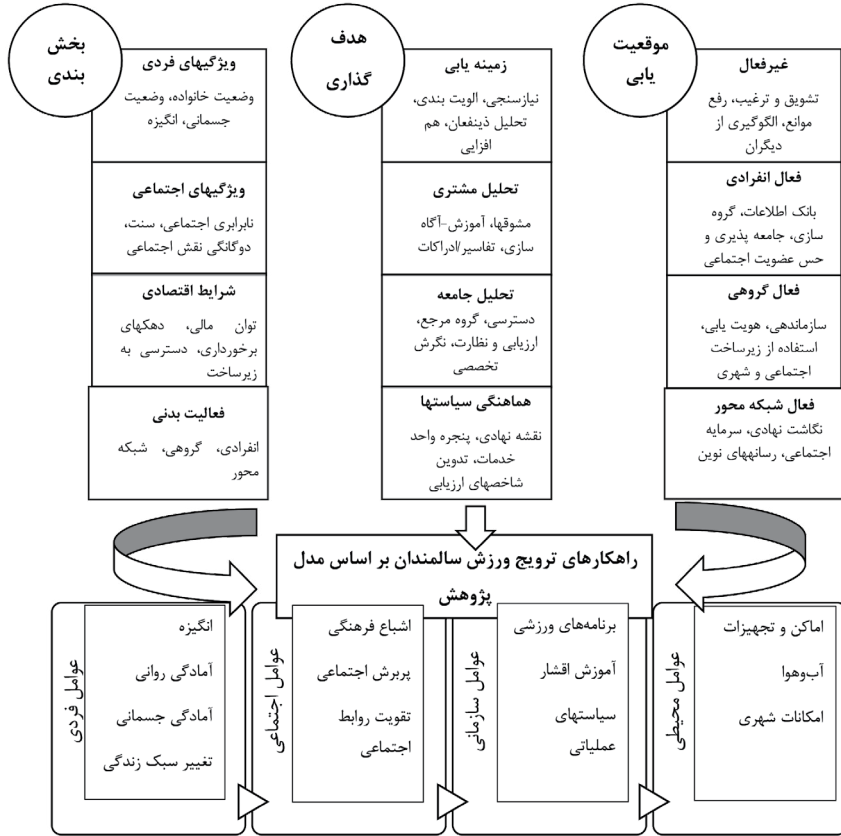 موقعیت
یابی
غیرفعال
تشویق و ترغیب، رفع
موانع، الگوگیری از
دیگران
فعال انفرادی
بانک اطلاعات، گروه
سازی، جامعه پذیری و
حس عضویت اجتماعی
فعال گروهی
سازماندهی، هویت یابی،
استفاده از زیرساخت
اجتماعی و شهری
فعال شبکه محور
نگاشت نهادی، سرمایه
اجتماعی، رسانههای نوین
هدف
گذاری
زمینه یابی
نیازسنجی، الویت بندی،
تحلیل ذینفعان، هم
افزایی
تحلیل مشتری
مشوقها، آموزش-آگاه
سازی، تفاسیر/ادراکات
تحلیل جامعه
دسترسی، گروه مرجع،
ارزیابی و نظارت، نگرش
تخصصی
هماهنگی سیاستها
نقشه نهادی، پنجره واحد
خدمات، تدوین
شاخصهای ارزیابی
بخش
بندی
ویژگیهای فردی
وضعیت خانواده، وضعیت
جسمانی، انگیزه
ویژگیهای اجتماعی
نابرابری اجتماعی، سنت،
دوگانگی نقش اجتماعی
شرایط اقتصادی
توان مالی، دهکهای
برخورداری، دسترسی به
زیرساخت
فعالیت بدنی
انفرادی، گروهی، شبکه
محور
راهکارهای ترویج ورزش سالمندان بر اساس مدل
پژوهش
عوامل محیطی
اماکن و تجهیزات
آب‌وهوا
امکانات شهری
عوامل سازمانی
برنامه‌های ورزشی
آموزش اقشار
سیاستهای
عملیاتی
عوامل اجتماعی
اشباع فرهنگی
پربرش اجتماعی
تقویت روابط
اجتماعی
عوامل فردی
انگیزه
آمادگی روانی
آمادگی جسمانی
تغییر سبک زندگی